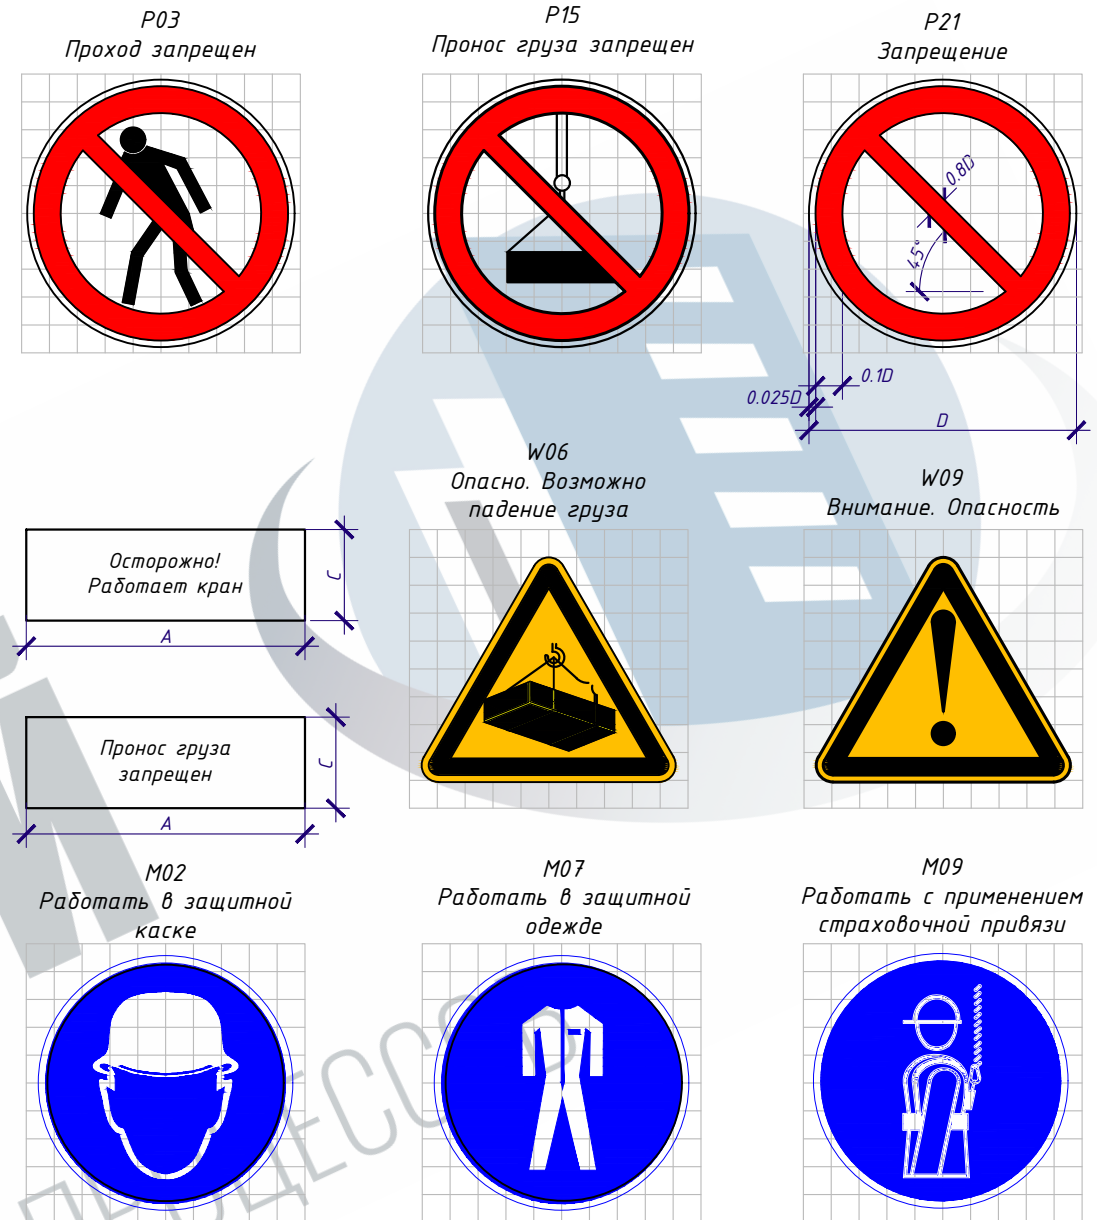 P03
Проход запрещен
P15
Пронос груза запрещен
P21
Запрещение
0.8D
45°
0.1D
0.025D
D
W06
Опасно. Возможно
падение груза
W09
Внимание. Опасность
Осторожно!
Работает кран
C
A
Пронос груза
запрещен
C
A
M02
Работать в защитной
каске
M07
Работать в защитной
одежде
M09
Работать с применением
страховочной привязи